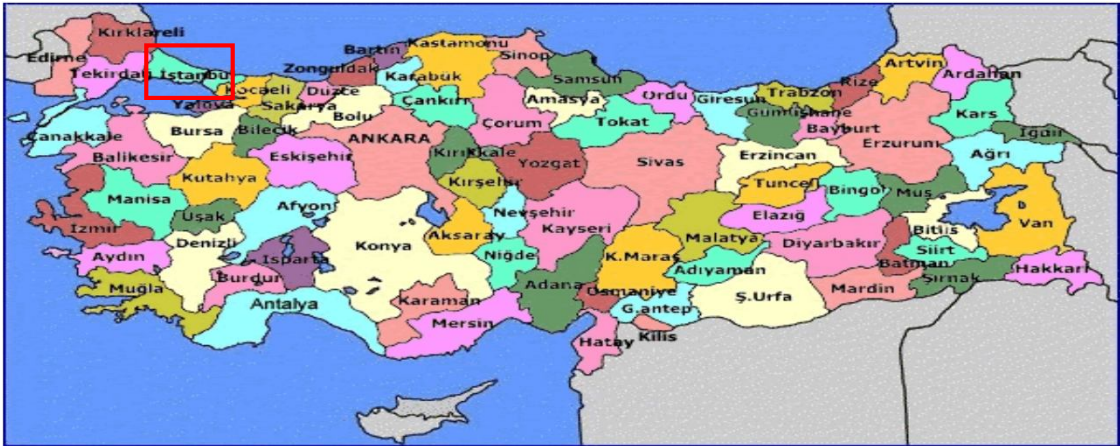 Kırklareli
Edirne
Tekirdağ
İstanbul
Kocaeli
Yalova
Sakarya
Düzce
Zonguldak
Bartın
Karabük
Kastamonu
Sinop
Samsun
Ordu
Giresun
Trabzon
Rize
Artvin
Ardahan
Çanakkale
Bursa
Bilecik
Bolu
Çankırı
Çorum
Amasya
Tokat
Gümüşhane
Bayburt
Erzurum
Kars
Iğdır
Balıkesir
Kutahya
Eskişehir
ANKARA
Kırıkkale
Yozgat
Sivas
Erzincan
Tunceli
Bingöl
Muş
Ağrı
Manisa
Uşak
Afyon
Kırşehir
Nevşehir
Kayseri
Malatya
Elazığ
Diyarbakır
Bitlis
Van
İzmir
Aydın
Denizli
Isparta
Konya
Aksaray
Niğde
K.Maraş
Adıyaman
Batman
Siirt
Şırnak
Hakkari
Muğla
Burdur
Antalya
Karaman
Mersin
Adana
Osmaniye
G.antep
Ş.Urfa
Mardin
Hatay
Kilis